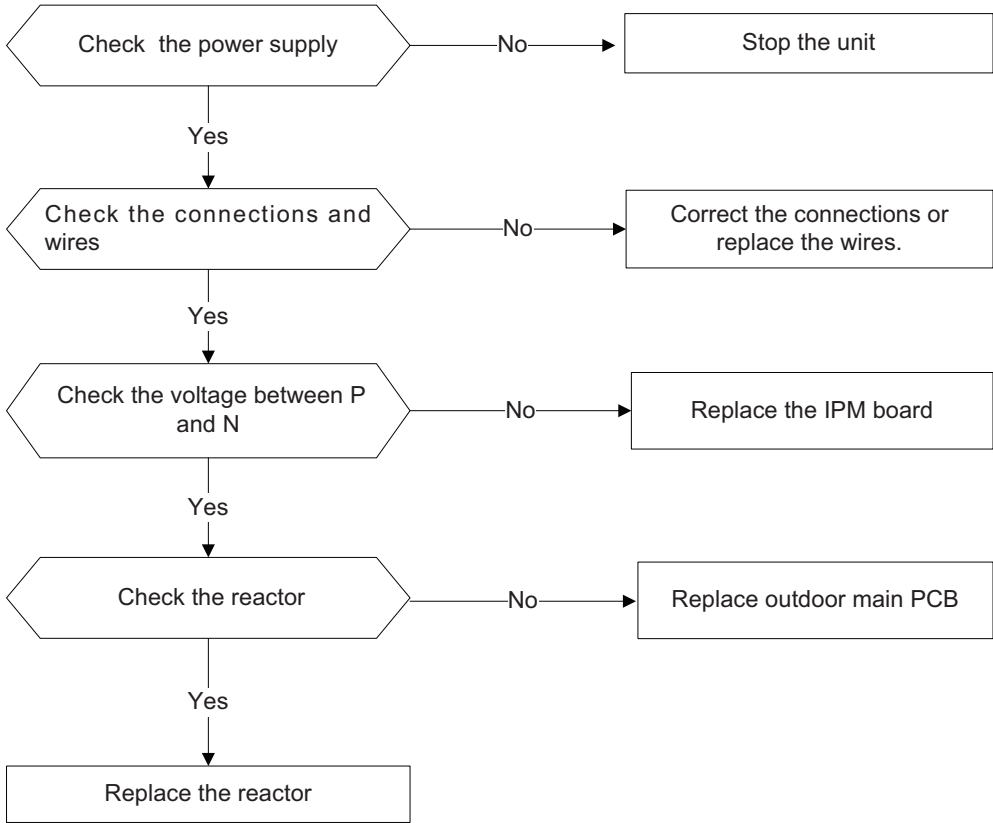 Check the power supply
No
Stop the unit
Yes
Check the connections and
wires
No
Correct the connections or
replace the wires.
Yes
Check the voltage between P
and N
No
Replace the IPM board
Yes
Check the reactor
No
Replace outdoor main PCB
Yes
Replace the reactor